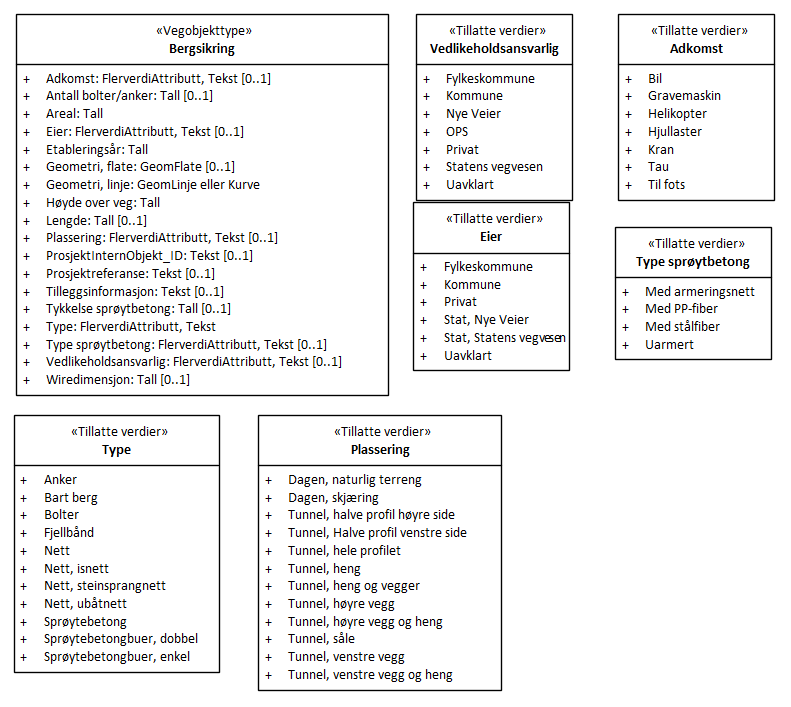 «Vegobjekttype»
Bergsikring
+ Adkomst: FlerverdiAttributt, Tekst [0..1]
+ Antall bolter/anker: Tall [0..1]
+ Areal: Tall
+ Eier: FlerverdiAttributt, Tekst [0..1]
+ Etableringsår: Tall
+ Geometri, flate: GeomFlate [0..1]
+ Geometri, linje: GeomLinje eller Kurve
+ Høyde over veg: Tall
+ Lengde: Tall [0..1]
+ Plassering: FlerverdiAttributt, Tekst [0..1]
+ ProsjektInternObjekt_ID: Tekst [0..1]
+ Prosjektreferanse: Tekst [0..1]
+ Tilleggsinformasjon: Tekst [0..1]
+ Tykkelse sprøytbetong: Tall [0..1]
+ Type: FlerverdiAttributt, Tekst
+ Type sprøytbetong: FlerverdiAttributt, Tekst [0..1]
+ Vedlikeholdsansvarlig: FlerverdiAttributt, Tekst [0..1]
+ Wiredimensjon: Tall [0..1]
«Tillatte verdier»
Vedlikeholdsansvarlig
+ Fylkeskommune
+ Kommune
+ Nye Veier
+ OPS
+ Privat
+ Statens vegvesen
+ Uavklart
«Tillatte verdier»
Adkomst
+ Bil
+ Gravemaskin
+ Helikopter
+ Hjullaster
+ Kran
+ Tau
+ Til fots
«Tillatte verdier»
Eier
+ Fylkeskommune
+ Kommune
+ Privat
+ Stat, Nye Veier
+ Stat, Statens vegvesen
+ Uavklart
«Tillatte verdier»
Type sprøytbetong
+ Med armeringsnett
+ Med PP-fiber
+ Med stålfiber
+ Uarmert
«Tillatte verdier»
Type
+ Anker
+ Bart berg
+ Bolter
+ Fjellbånd
+ Nett
+ Nett, isnett
+ Nett, steinsprangnett
+ Nett, ubåtnett
+ Sprøytebetong
+ Sprøytebetongbuer, dobbel
+ Sprøytebetongbuer, enkel
«Tillatte verdier»
Plassering
+ Dagen, naturlig terreng
+ Dagen, skjæring
+ Tunnel, halve profil høyre side
+ Tunnel, Halve profil venstre side
+ Tunnel, hele profilet
+ Tunnel, heng
+ Tunnel, heng og vegger
+ Tunnel, høyre vegg
+ Tunnel, høyre vegg og heng
+ Tunnel, såle
+ Tunnel, venstre vegg
+ Tunnel, venstre vegg og heng